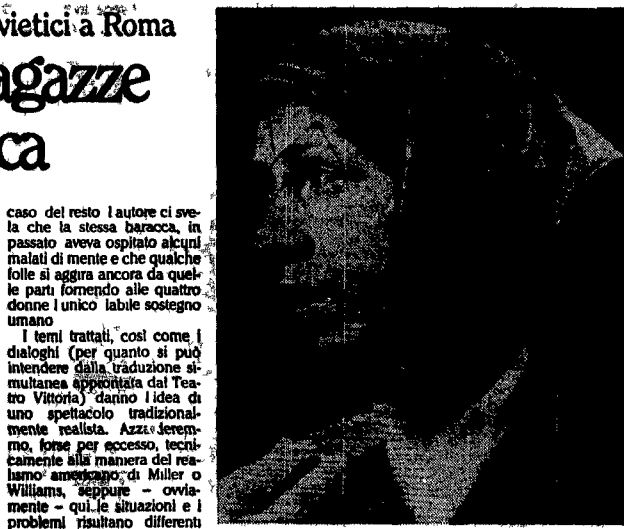 vietici a Roma
agazze
ca
caso del resto l autore ci sve-
la che la stessa baracca, in
passato aveva ospitato alcuni
malati di mente e che qualche
folle si aggira ancora da quel-
le parti fornendo alle quattro
donne l unico labile sostegno
umano
I temi trattati, così come i
dialoghi (per quanto si può
intendere dalla traduzione si-
multanea approntata dal Tea-
tro Vittoria) danno l idea di
uno spettacolo tradizional-
mente realista.
mo, forse per eccesso, tecni-
camente alla maniera del rea-
lismo americano di Miller o
Williams, seppure – ovvia-
mente – qui le situazioni e i
problemi risultano differenti